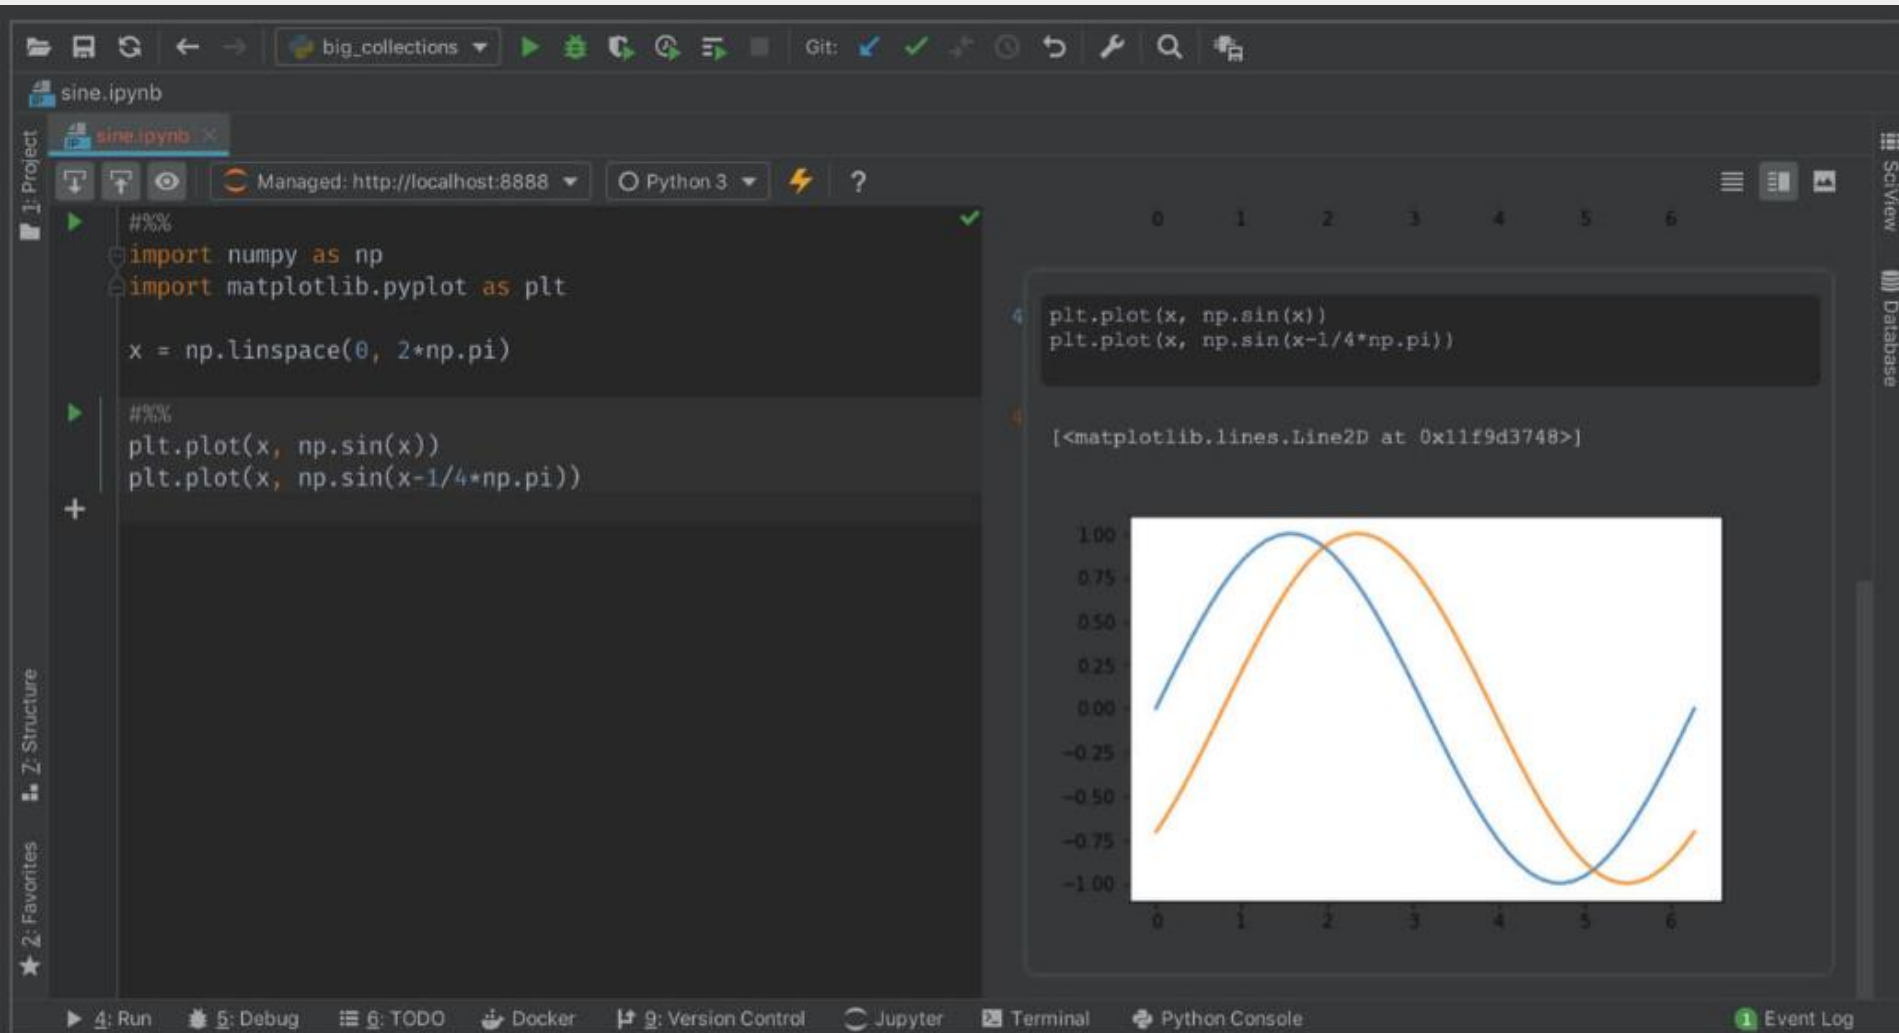 big_collections
Git:
sine.ipynb
sine.ipynb
1: Project
Managed: http://localhost:8888
Python 3
?
SciView
Database
#%%
import numpy as np
import matplotlib.pyplot as plt
x = np.linspace(0, 2*np.pi)
#%%
plt.plot(x, np.sin(x))
plt.plot(x, np.sin(x-1/4*np.pi))
0 1 2 3 4 5 6
4
plt.plot(x, np.sin(x))
plt.plot(x, np.sin(x-1/4*np.pi))
4
[<matplotlib.lines.Line2D at 0x11f9d3748>]
1.00
0.75
0.50
0.25
0.00
−0.25
−0.50
−0.75
−1.00
0 1 2 3 4 5 6
Z: Structure
2: Favorites
4: Run
5: Debug
6: TODO
Docker
9: Version Control
Jupyter
Terminal
Python Console
1 Event Log